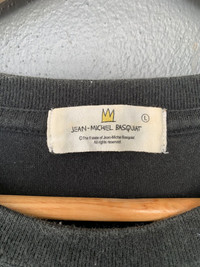 JEAN-MICHEL BASQUIAT
L
© The Estate of Jean-Michel Basquiat.
All rights reserved.